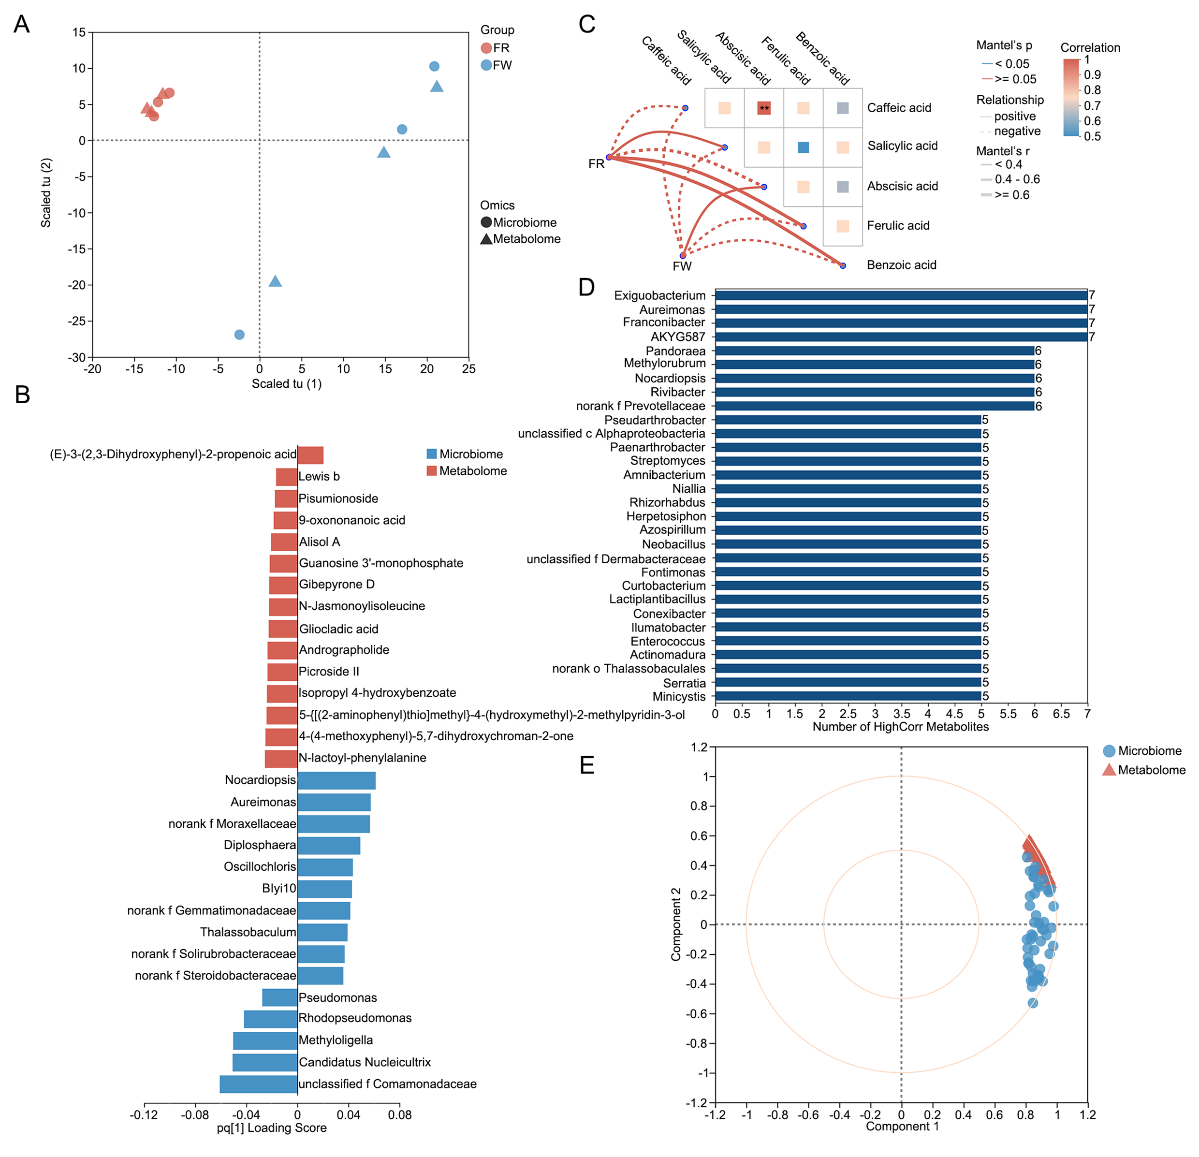 A
15
10
5
0
-5
-10
-15
-20
-25
-30
-20
-15
-10
-5
0
5
10
15
20
25
Scaled tu (1)
Scaled tu (2)
Group
FR
FW
Omics
Microbiome
Metabolome
B
(E)-3-(2,3-Dihydroxyphenyl)-2-propenoic acid
Lewis b
Pisumionoside
9-oxononanoic acid
Alisol A
Guanosine 3'-monophosphate
Gibepyrone D
N-Jasmonoylisoleucine
Gliocladic acid
Andrographolide
Picroside II
Isopropyl 4-hydroxybenzoate
5-{[(2-aminophenyl)thio]methyl}-4-(hydroxymethyl)-2-methylpyridin-3-ol
4-(4-methoxyphenyl)-5,7-dihydroxychroman-2-one
N-lactoyl-phenylalanine
Nocardiopsis
Aureimonas
norank f Moraxellaceae
Diplosphaera
Oscillochloris
Blyi10
norank f Gemmatimonadaceae
Thalassobaculum
norank f Solirubrobacteraceae
norank f Steroidobacteraceae
Pseudomonas
Rhodopseudomonas
Methyloligella
Candidatus Nucleicultrix
unclassified f Comamonadaceae
-0.12
-0.08
-0.04
0
0.04
0.08
pq[1] Loading Score
Microbiome
Metabolome
C
Caffeic acid
Salicylic acid
Abscisic acid
Ferulic acid
Benzoic acid
**
Caffeic acid
Salicylic acid
Abscisic acid
Ferulic acid
Benzoic acid
FR
FW
Mantel's p
< 0.05
>= 0.05
Relationship
positive
negative
Mantel's r
< 0.4
0.4 - 0.6
>= 0.6
Correlation
1
0.9
0.8
0.7
0.6
0.5
D
Exiguobacterium 7
Aureimonas 7
Franconibacter 7
AKYG587 7
Pandoraea 6
Methylorubrum 6
Nocardiopsis 6
Rivibacter 6
norank f Prevotellaceae 6
Pseudarthrobacter 5
unclassified c Alphaproteobacteria 5
Paenarthrobacter 5
Streptomyces 5
Amnibacterium 5
Niallia 5
Rhizorhabdus 5
Herpetosiphon 5
Azospirillum 5
Neobacillus 5
unclassified f Dermabacteraceae 5
Fontimonas 5
Curtobacterium 5
Lactiplantibacillus 5
Conexibacter 5
Ilumatobacter 5
Enterococcus 5
Actinomadura 5
norank o Thalassobaculales 5
Serratia 5
Minicystis 5
0
0.5
1
1.5
2
2.5
3
3.5
4
4.5
5
5.5
6
6.5
7
Number of HighCorr Metabolites
E
1.2
1
0.8
0.6
0.4
0.2
0
-0.2
-0.4
-0.6
-0.8
-1
-1.2
-1.2
-1
-0.8
-0.6
-0.4
-0.2
0
0.2
0.4
0.6
0.8
1
1.2
Component 1
Component 2
Microbiome
Metabolome